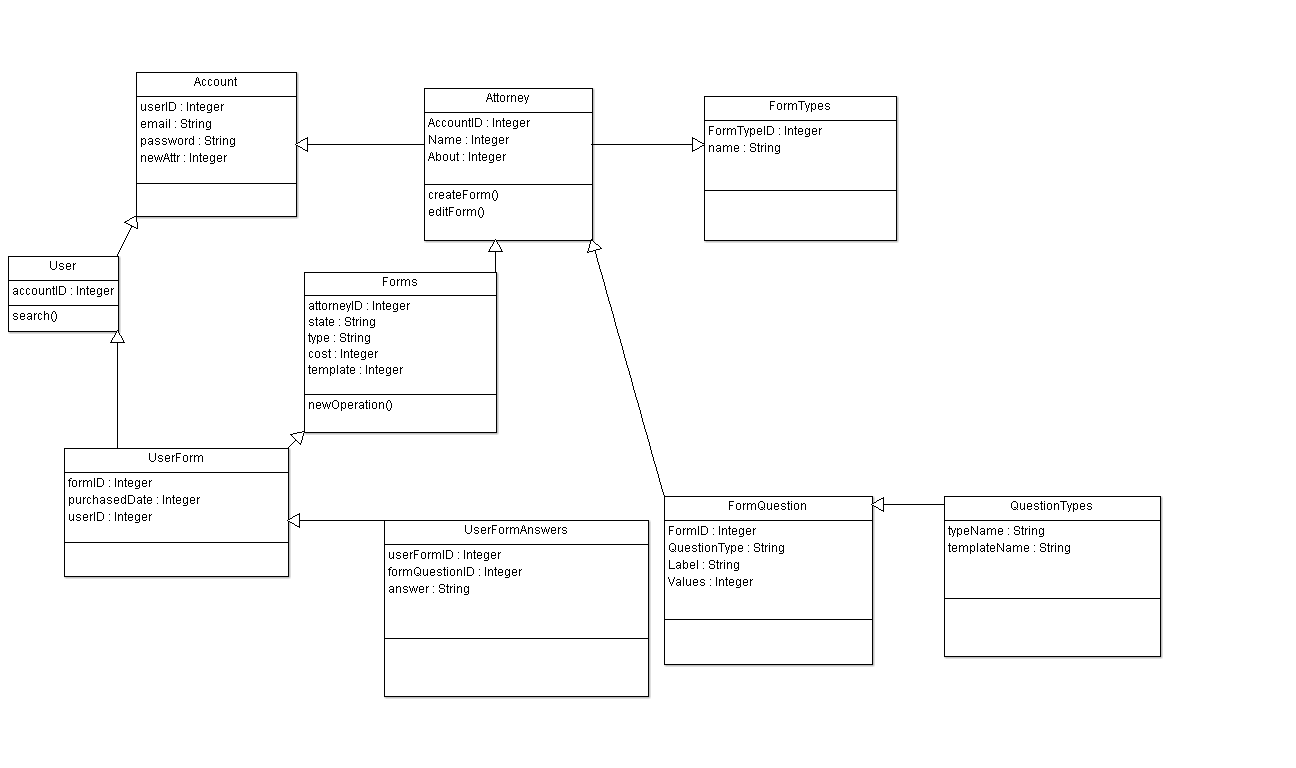 Account
userID : Integer
email : String
password : String
newAttr : Integer
Attorney
AccountID : Integer
Name : Integer
About : Integer
createForm()
editForm()
FormTypes
FormTypeID : Integer
name : String
User
accountID : Integer
search()
Forms
attorneyID : Integer
state : String
type : String
cost : Integer
template : Integer
newOperation()
UserForm
formID : Integer
purchasedDate : Integer
userID : Integer
UserFormAnswers
userFormID : Integer
formQuestionID : Integer
answer : String
FormQuestion
FormID : Integer
QuestionType : String
Label : String
Values : Integer
QuestionTypes
typeName : String
templateName : String